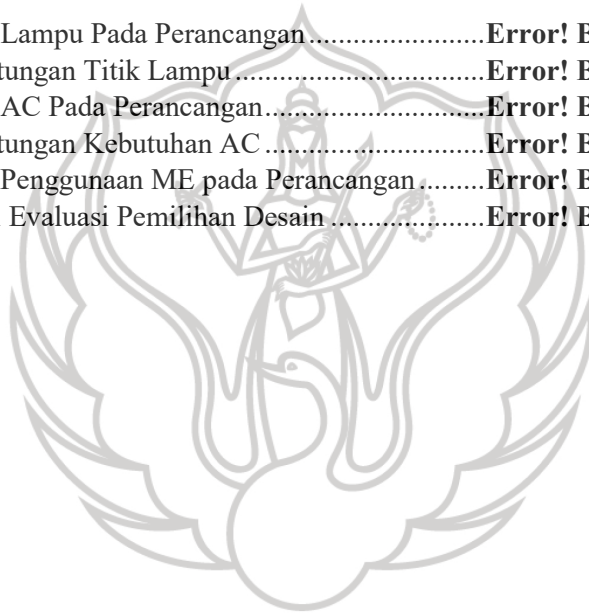 Lampu Pada Perancangan......................Error! B
tungan Titik Lampu................................Error! B
AC Pada Perancangan............................Error! B
tungan Kebutuhan AC............................Error! B
Penggunaan ME pada Perancangan.........Error! B
Evaluasi Pemilihan Desain....................Error! B